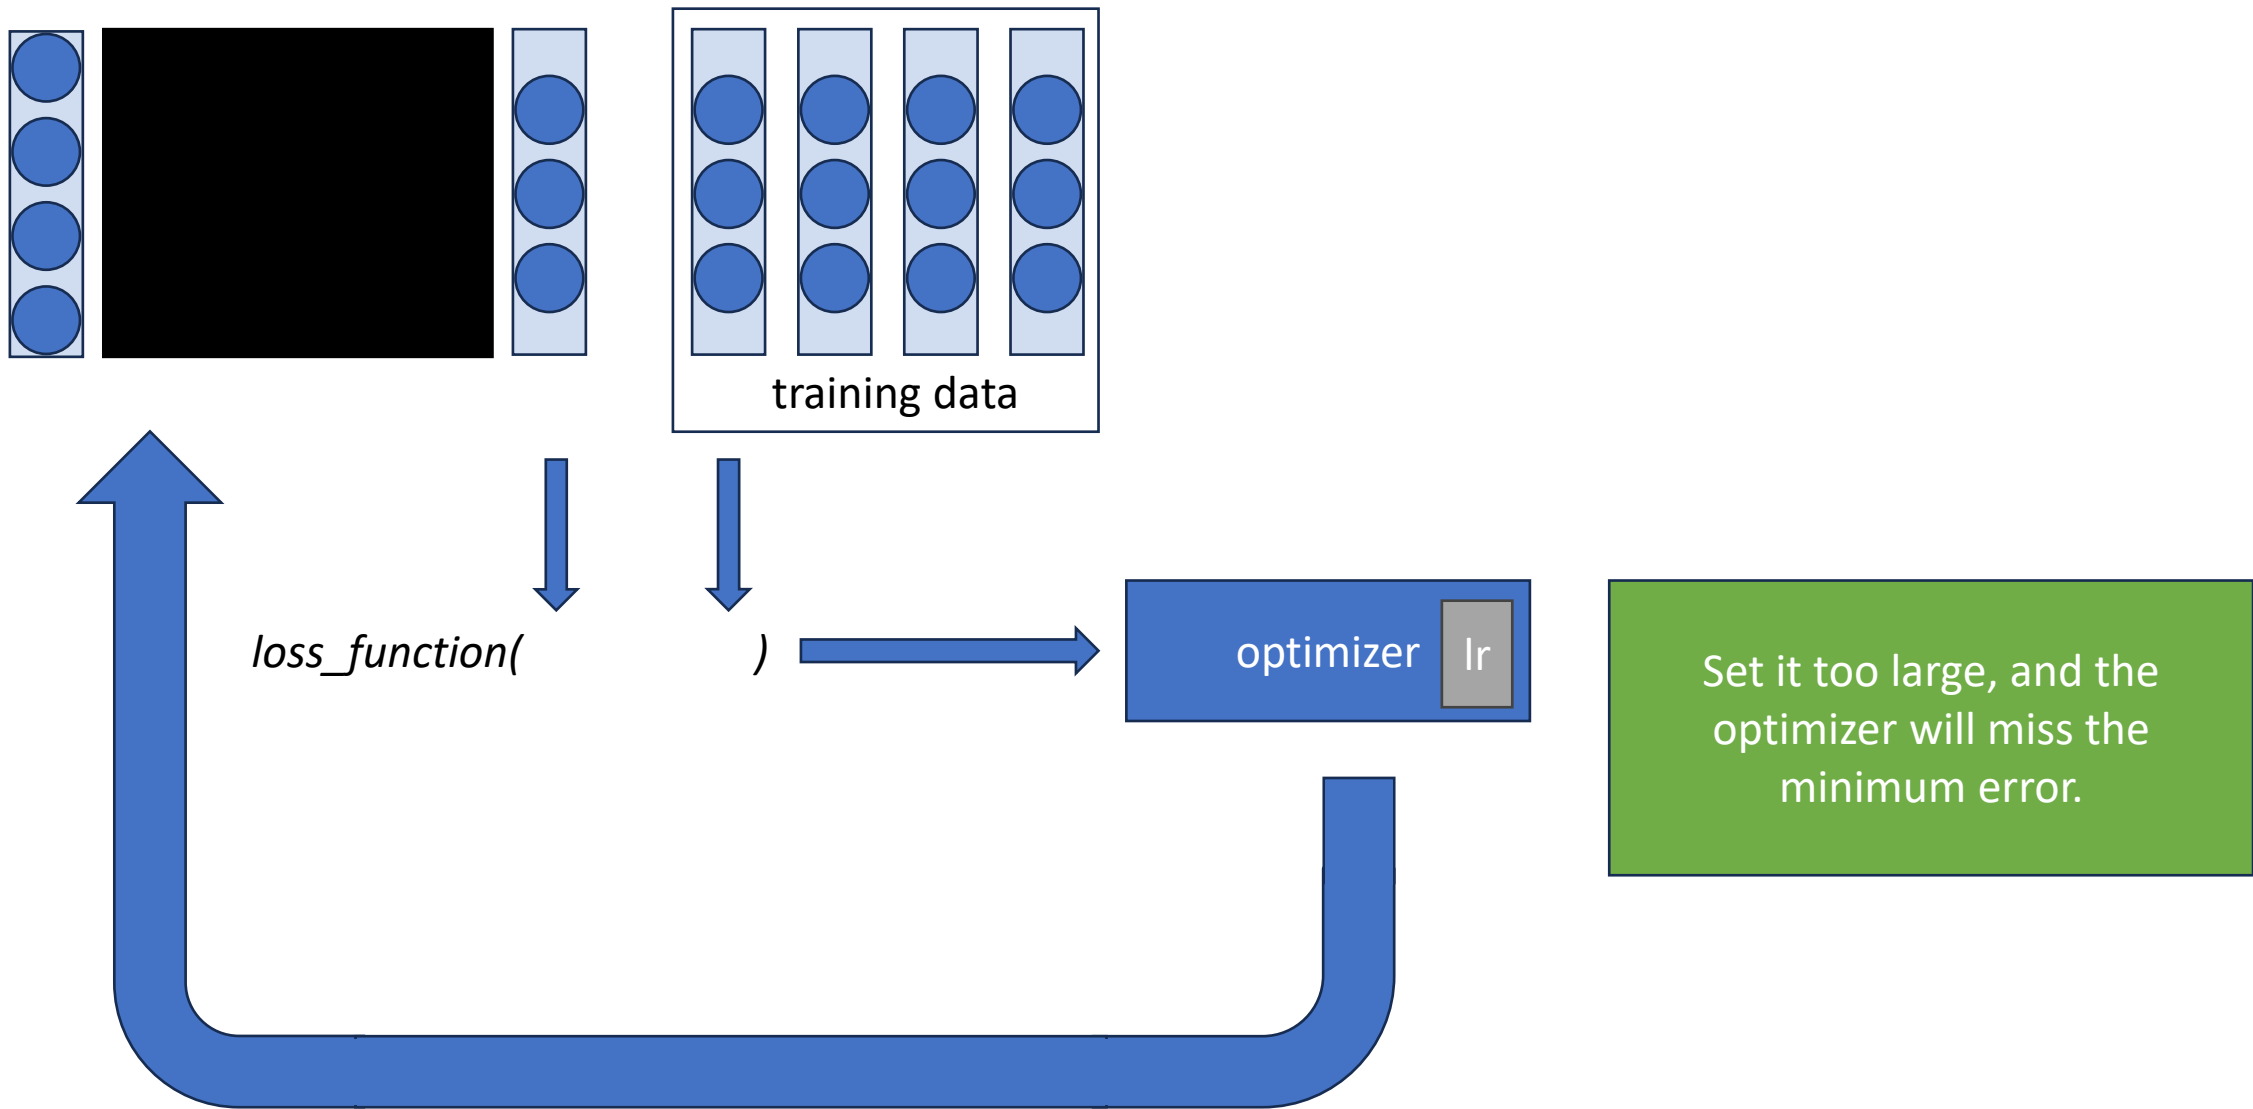 training data
loss_function( )
optimizer lr
Set it too large, and the
optimizer will miss the
minimum error.